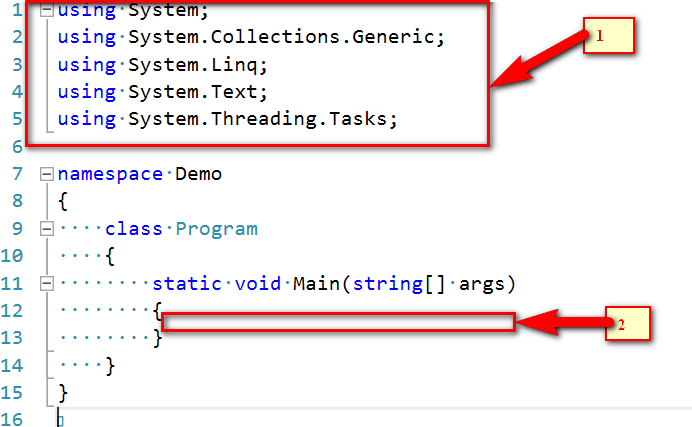 1 using System;
2 using System.Collections.Generic;
3 using System.Linq;
4 using System.Text;
5 using System.Threading.Tasks;
6
7 namespace Demo
8 {
9 ····class Program
10 ····{
11 ········static void Main(string[] args)
12 ········{
13 ········}
14 ····}
15 }
16
1
2